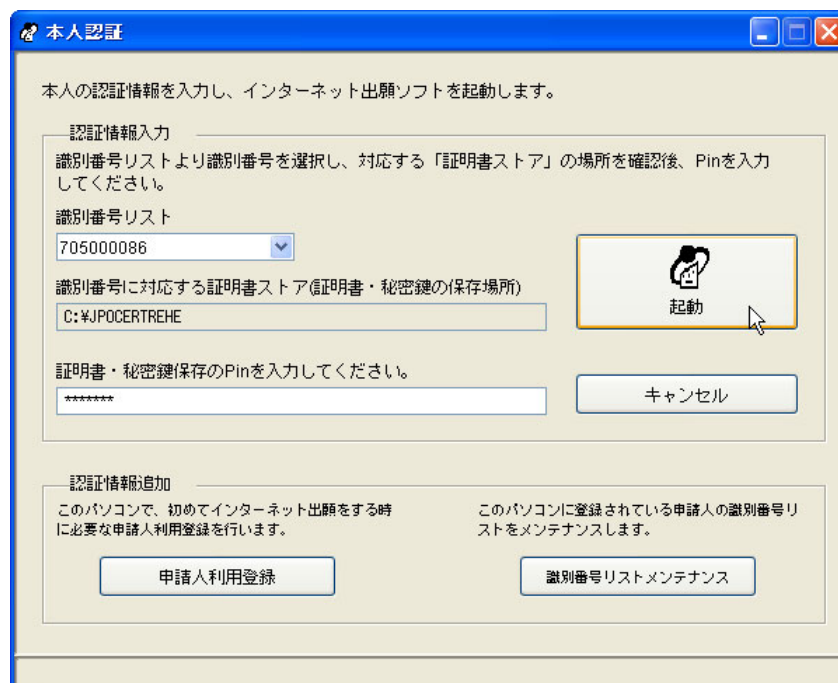 本人認証
本人の認証情報を入力し、インターネット出願ソフトを起動します。
認証情報入力
識別番号リストより識別番号を選択し、対応する「証明書ストア」の場所を確認後、Pinを入力
してください。
識別番号リスト
705000086
識別番号に対応する証明書ストア(証明書・秘密鍵の保存場所)
C:¥JPOCERTREHE
起動
証明書・秘密鍵保存のPinを入力してください。
*******
キャンセル
認証情報追加
このパソコンで、初めてインターネット出願をする時
に必要な申請人利用登録を行います。
申請人利用登録
このパソコンに登録されている申請人の識別番号リ
ストをメンテナンスします。
識別番号リストメンテナンス